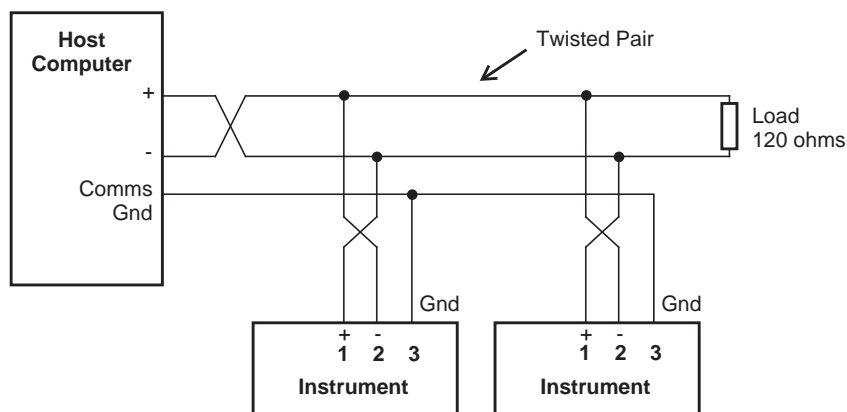 Host
Computer
Twisted Pair
+
-
Load
120 ohms
Comms
Gnd
Gnd
Gnd
+ -
1 2 3
Instrument
+ -
1 2 3
Instrument